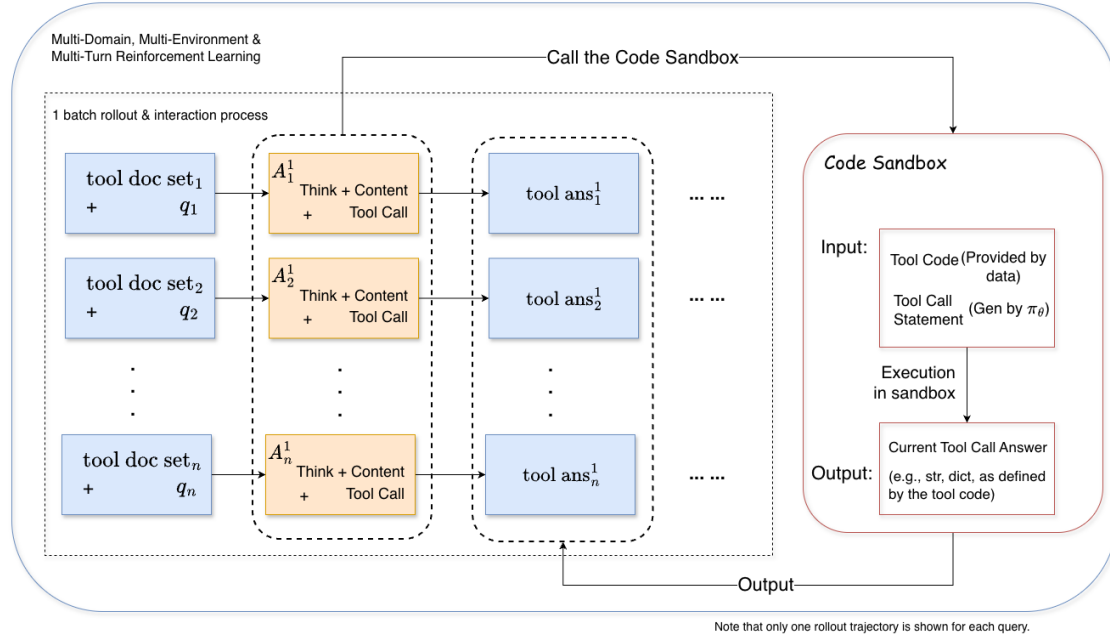 Multi-Domain, Multi-Environment &
Multi-Turn Reinforcement Learning
Call the Code Sandbox
1 batch rollout & interaction process
tool doc set₁
+ q₁
A₁¹
Think + Content
+ Tool Call
tool ans₁¹
... ...
tool doc set₂
+ q₂
A₂¹
Think + Content
+ Tool Call
tool ans₂¹
... ...
tool doc setₙ
+ qₙ
Aₙ¹
Think + Content
+ Tool Call
tool ansₙ¹
... ...
Code Sandbox
Input:
Tool Code (Provided by
data)
Tool Call
Statement (Gen by π_θ)
Execution
in sandbox
Output:
Current Tool Call Answer
(e.g., str, dict, as defined
by the tool code)
Output
Note that only one rollout trajectory is shown for each query.